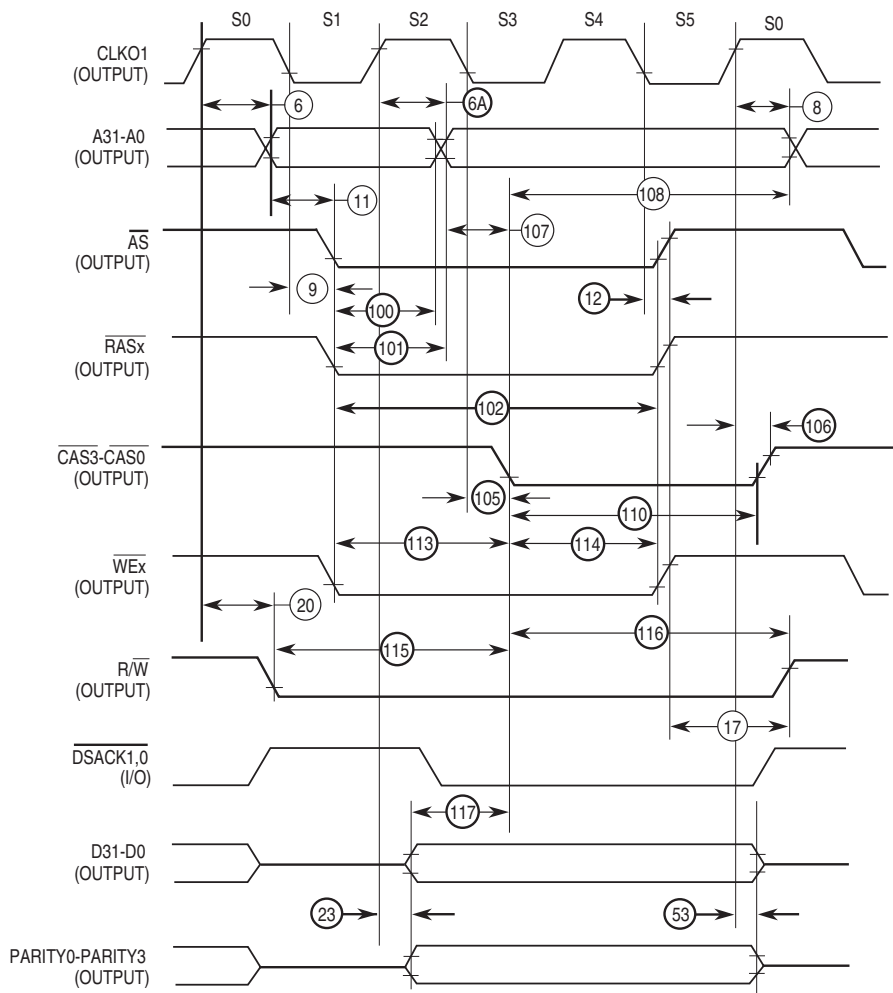 S0 S1 S2 S3 S4 S5 S0
CLKO1
(OUTPUT)
6 6A 8
A31-A0
(OUTPUT)
11 108
107
AS
(OUTPUT)
9 12
100
RASx
(OUTPUT)
101
102
106
CAS3-CAS0
(OUTPUT)
105
110
113 114
WEx
(OUTPUT)
20
116
115
R/W
(OUTPUT)
17
DSACK1,0
(I/O)
117
D31-D0
(OUTPUT)
23 53
PARITY0-PARITY3
(OUTPUT)